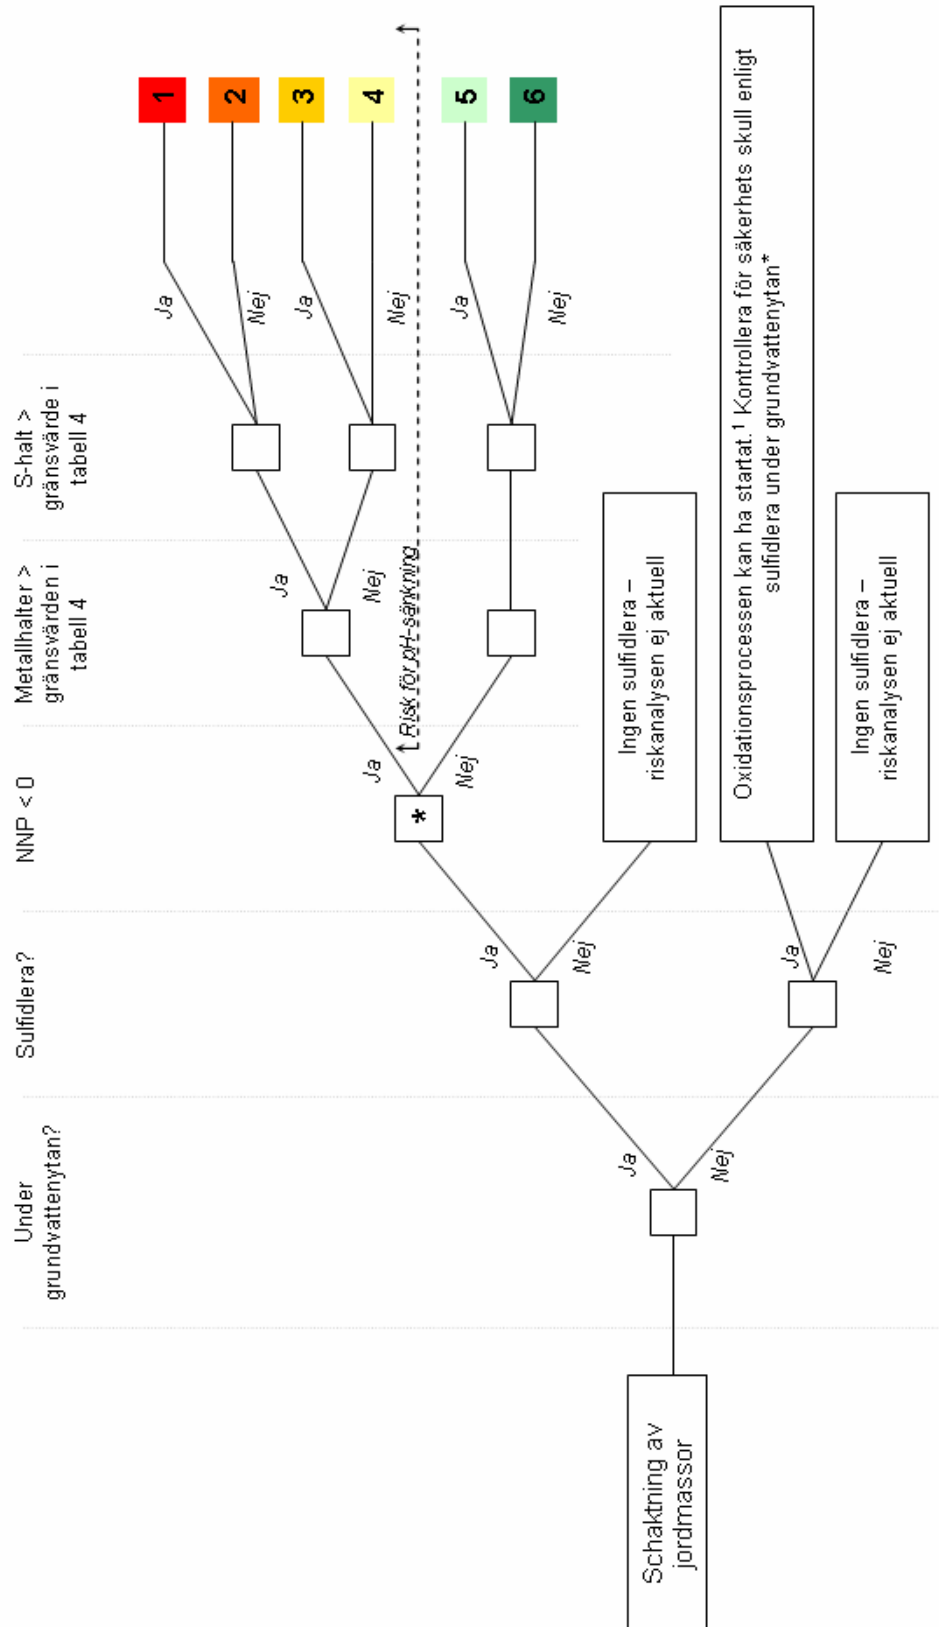 Under
grundvattenytan?
Sulfidlera?
NNP < 0
Metallhalter >
gränsvärden i
tabell 4
S-halt >
gränsvärde i
tabell 4
Schaktning av
jordmassor
Ja
Nej
Ja
Nej
Ja
Nej
*
Ja
Nej
Risk för pH-sänkning
Ja
Nej
Ja
Nej
Ja
Nej
Ja
Nej
1
2
3
4
5
6
Ingen sulfidlera –
riskanalysen ej aktuell
Oxidationsprocessen kan ha startat.¹ Kontrollera för säkerhets skull enligt
sulfidlera under grundvattenytan*
Ingen sulfidlera –
riskanalysen ej aktuell